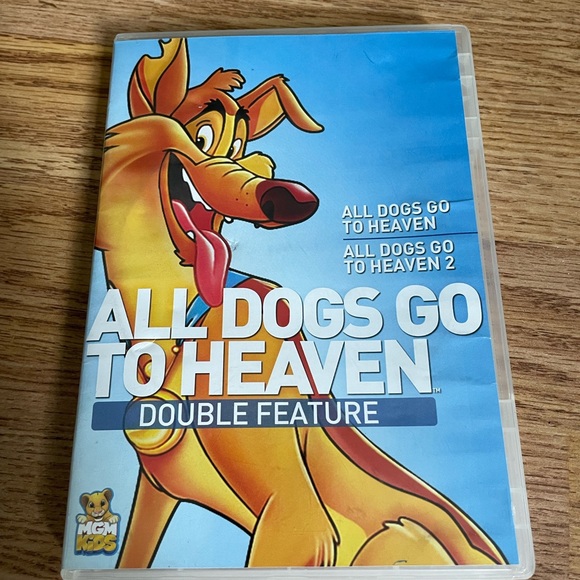 ALL DOGS GO
TO HEAVEN
ALL DOGS GO
TO HEAVEN 2
ALL DOGS GO
TO HEAVEN™
DOUBLE FEATURE
MGM
KIDS